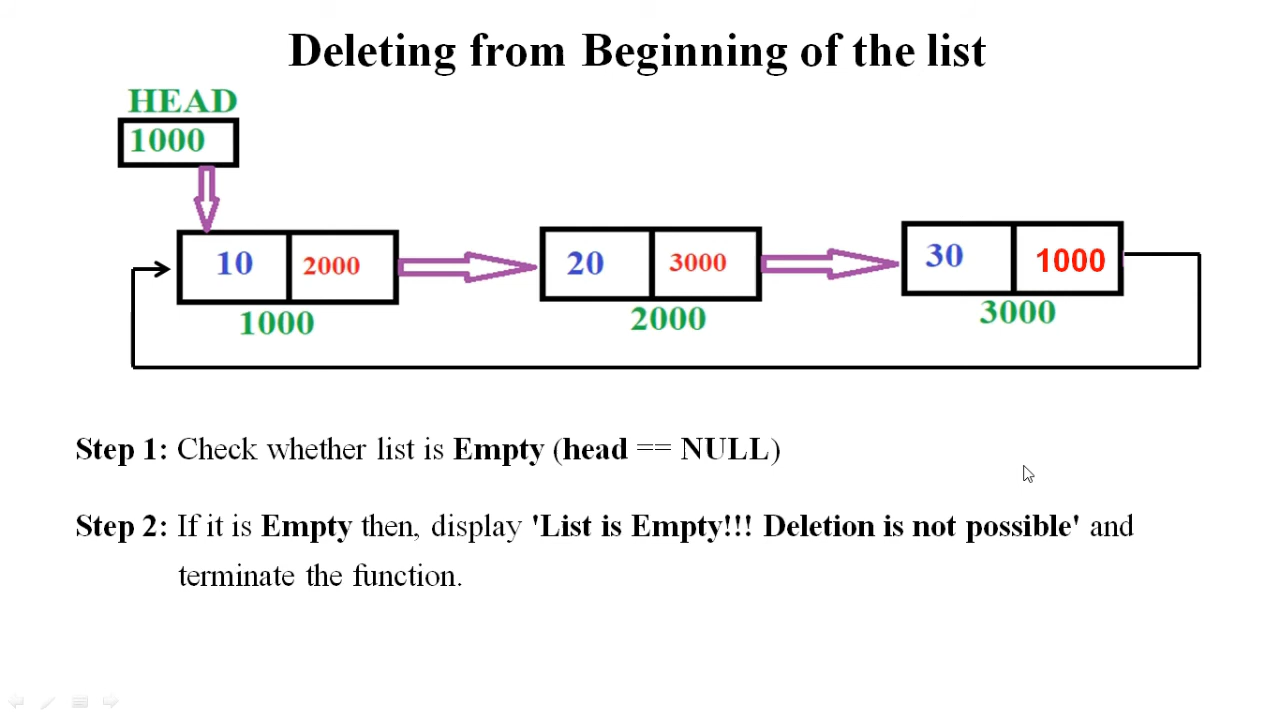 Deleting from Beginning of the list
HEAD
1000
10 2000
20 3000
30 1000
1000
2000
3000
Step 1: Check whether list is Empty (head == NULL)
Step 2: If it is Empty then, display 'List is Empty!!! Deletion is not possible' and
terminate the function.